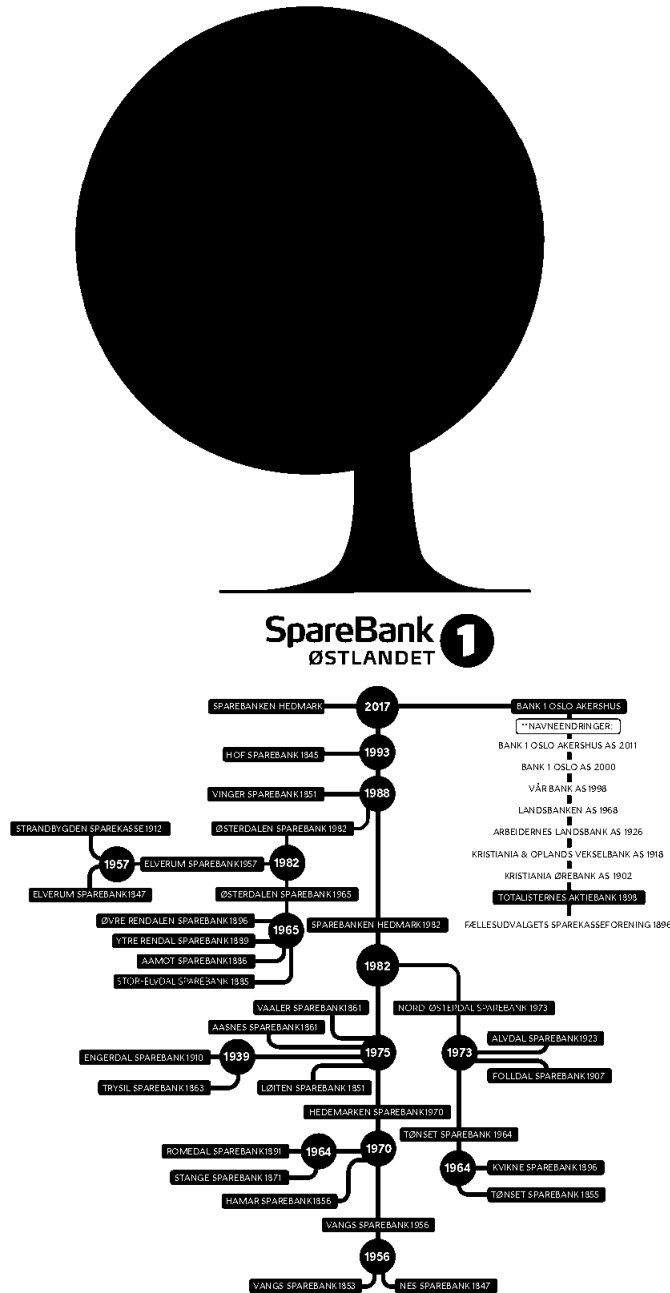 SpareBank 1
ØSTLANDET
SPAREBANKEN HEDMARK
2017
BANK 1 OSLO AKERSHUS
**NAVNEENDRINGER:
BANK 1 OSLO AKERSHUS AS 2011
BANK 1 OSLO AS 2000
VÅR BANK AS 1998
LANDSBANKEN AS 1968
ARBEIDERNES LANDSBANK AS 1926
KRISTIANIA & OPLANDS VEKSELBANK AS 1918
KRISTIANIA ØREBANK AS 1902
TOTALISTERNES AKTIEBANK 1898
FÆLLESUDVALGETS SPAREKASSEFORENING 1896
1993
HOF SPAREBANK 1845
VINGER SPAREBANK 1851
1988
STRANDBYGDEN SPAREKASSE 1912
ØSTERDALEN SPAREBANK 1982
1957
ELVERUM SPAREBANK 1957
1982
ELVERUM SPAREBANK 1847
ØSTERDALEN SPAREBANK 1965
ØVRE RENDALEN SPAREBANK 1896
1965
YTRE RENDAL SPAREBANK 1889
AAMOT SPAREBANK 1886
STOR-ELVDAL SPAREBANK 1885
SPAREBANKEN HEDMARK 1982
1982
NORD ØSTERDAL SPAREBANK 1973
VAALER SPAREBANK 1861
AASNES SPAREBANK 1861
ENGERDAL SPAREBANK 1910
1939
1975
TRYSIL SPAREBANK 1863
LØITEN SPAREBANK 1851
1973
ALVDAL SPAREBANK 1923
FOLLDAL SPAREBANK 1907
HEDEMARKEN SPAREBANK 1970
TØNSET SPAREBANK 1964
ROMEDAL SPAREBANK 1891
1964
1970
STANGE SPAREBANK 1871
HAMAR SPAREBANK 1856
1964
KVIKNE SPAREBANK 1896
TØNSET SPAREBANK 1855
VANGS SPAREBANK 1956
1956
VANGS SPAREBANK 1853
NES SPAREBANK 1847